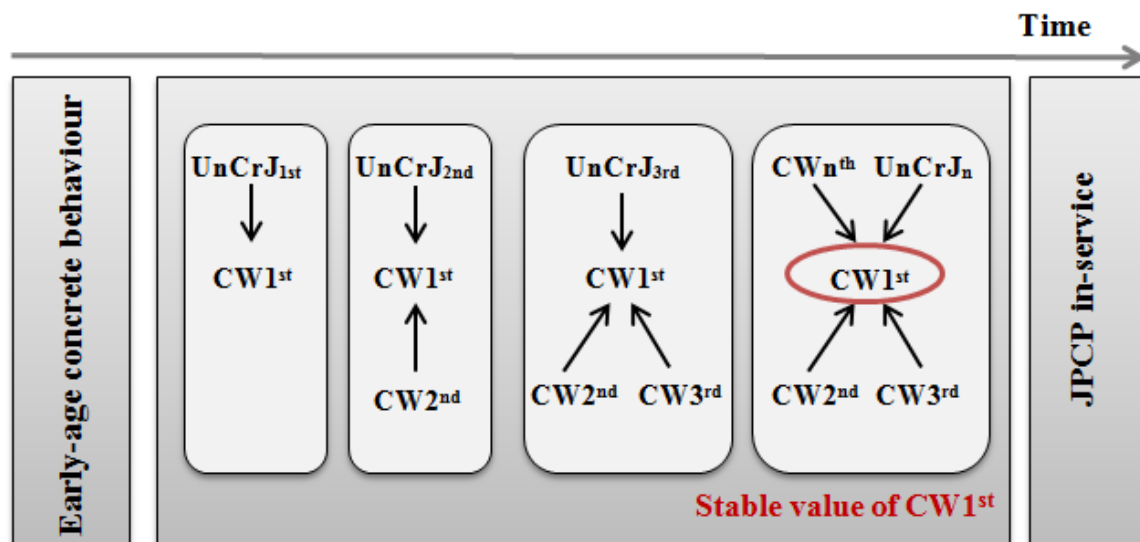 Time
Early-age concrete behaviour
UnCrJ1st
CW1st
UnCrJ2nd
CW1st
CW2nd
UnCrJ3rd
CW1st
CW2nd CW3rd
CWnth UnCrJn
CW1st
CW2nd CW3rd
Stable value of CW1st
JPCP in-service